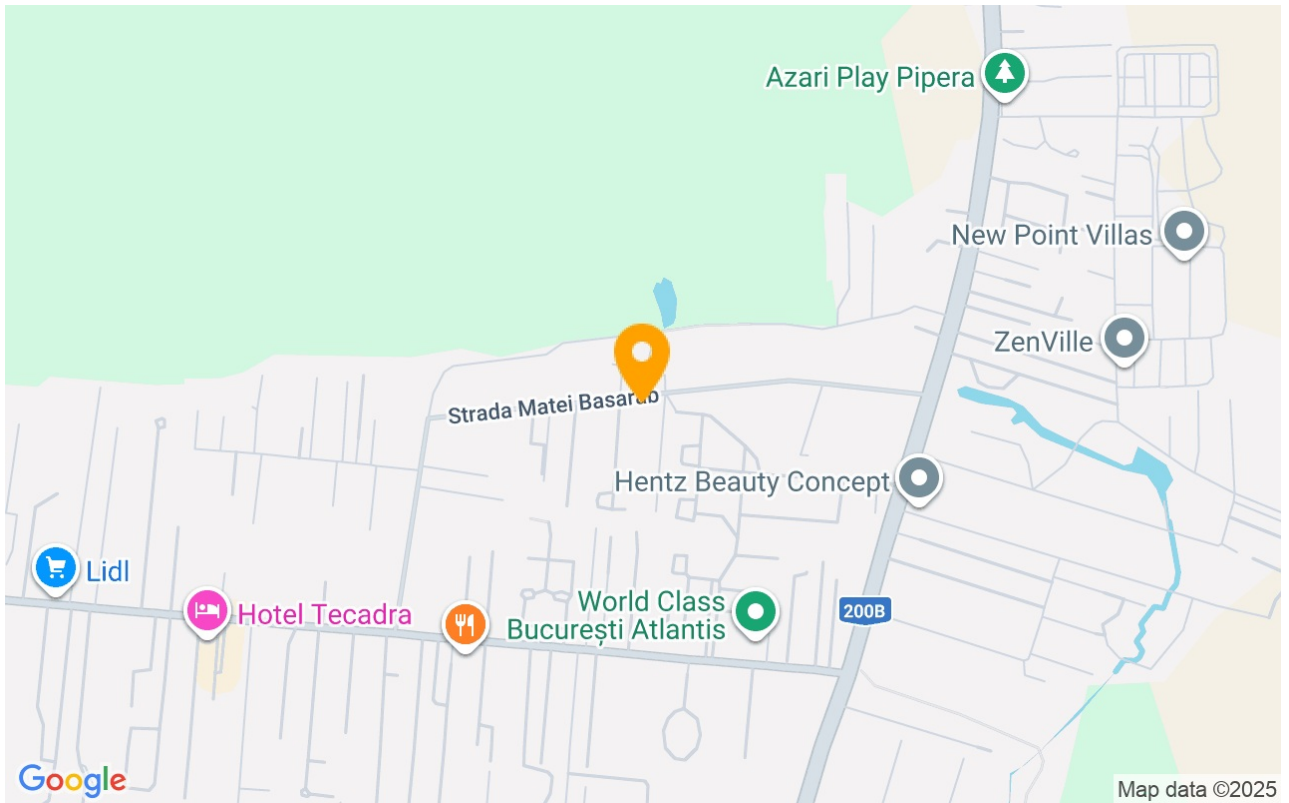 Azari Play Pipera
New Point Villas
ZenVille
Strada Matei Basarab
Hentz Beauty Concept
Lidl
Hotel Tecadra
World Class
București Atlantis
200B
Google
Map data ©2025